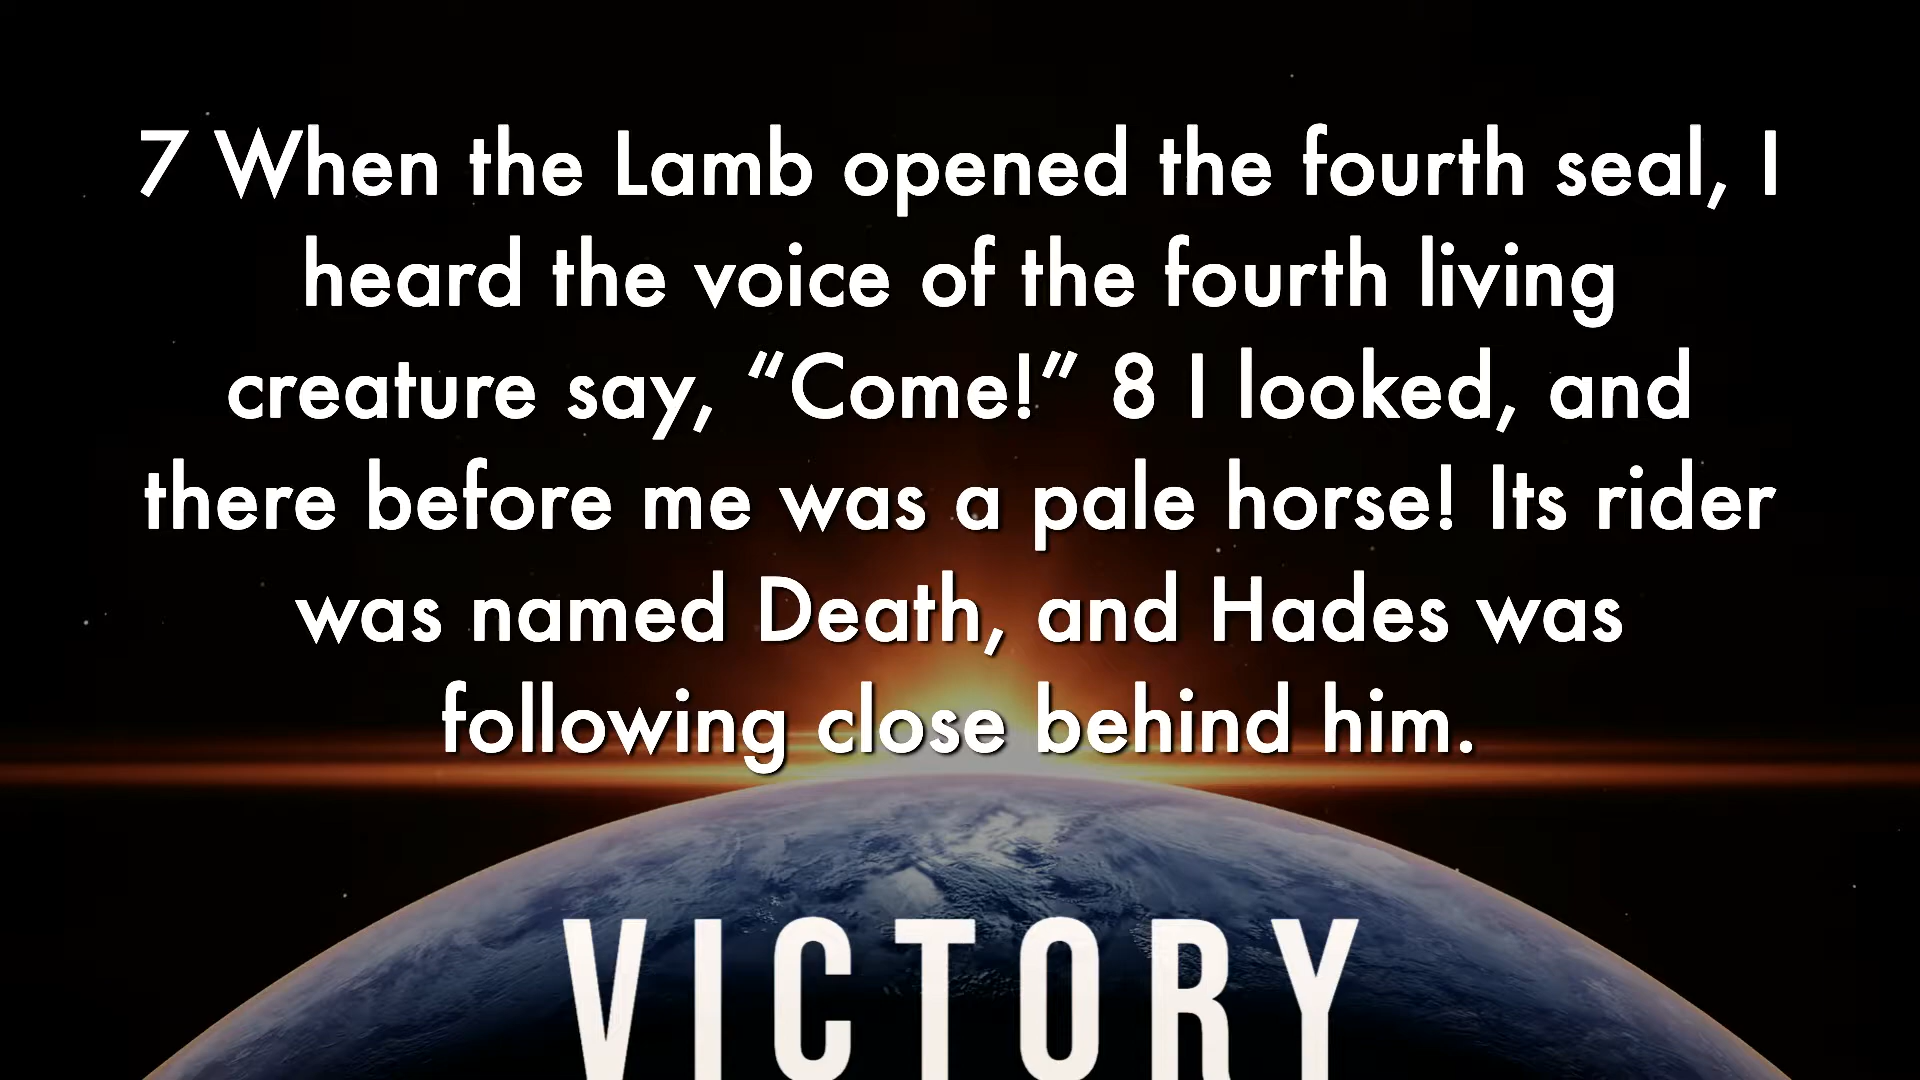 7 When the Lamb opened the fourth seal, I
heard the voice of the fourth living
creature say, “Come!” 8 I looked, and
there before me was a pale horse! Its rider
was named Death, and Hades was
following close behind him.
VICTORY